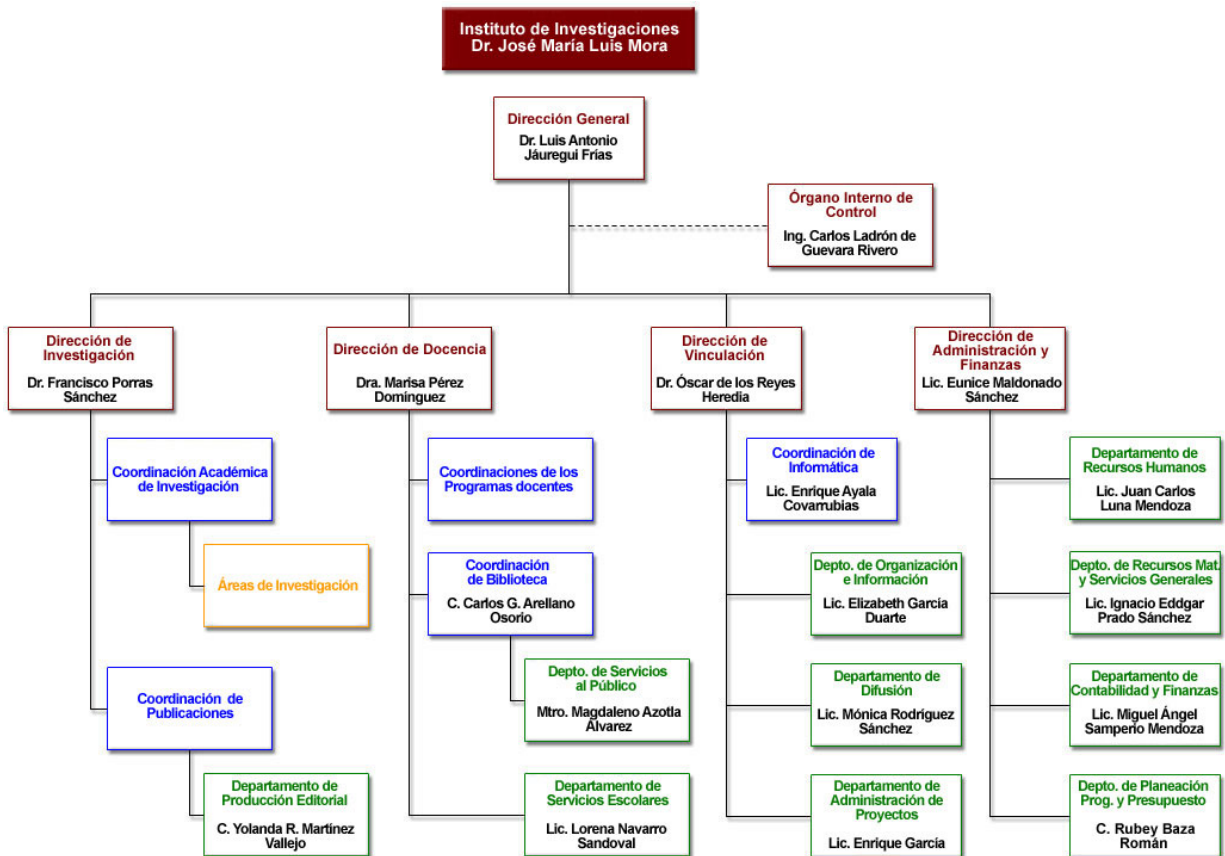 Instituto de Investigaciones
Dr. José María Luis Mora
Dirección General
Dr. Luis Antonio
Jáuregui Frías
Órgano Interno de
Control
Ing. Carlos Ladrón de
Guevara Rivero
Dirección de
Investigación
Dr. Francisco Porras
Sánchez
Dirección de Docencia
Dra. Marisa Pérez
Domínguez
Dirección de
Vinculación
Dr. Óscar de los Reyes
Heredia
Dirección de
Administración y
Finanzas
Lic. Eunice Maldonado
Sánchez
Coordinación Académica
de Investigación
Áreas de Investigación
Coordinación de
Publicaciones
Departamento de
Producción Editorial
C. Yolanda R. Martínez
Vallejo
Coordinaciones de los
Programas docentes
Coordinación
de Biblioteca
C. Carlos G. Arellano
Osorio
Depto. de Servicios
al Público
Mtro. Magdaleno Azotla
Álvarez
Departamento de
Servicios Escolares
Lic. Lorena Navarro
Sandoval
Coordinación de
Informática
Lic. Enrique Ayala
Covarrubias
Depto. de Organización
e Información
Lic. Elizabeth García
Duarte
Departamento de
Difusión
Lic. Mónica Rodríguez
Sánchez
Departamento de
Administración de
Proyectos
Lic. Enrique García
Departamento de
Recursos Humanos
Lic. Juan Carlos
Luna Mendoza
Depto. de Recursos Mat.
y Servicios Generales
Lic. Ignacio Eddgar
Prado Sánchez
Departamento de
Contabilidad y Finanzas
Lic. Miguel Ángel
Samperio Mendoza
Depto. de Planeación
Prog. y Presupuesto
C. Rubey Baza
Román